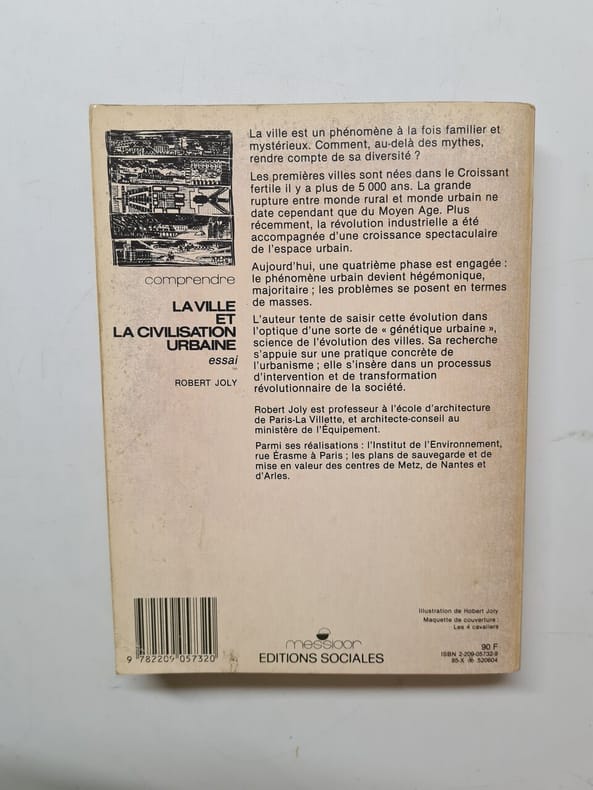 La ville est un phénomène à la fois familier et
mystérieux. Comment, au-delà des mythes,
rendre compte de sa diversité ?
Les premières villes sont nées dans le Croissant
fertile il y a plus de 5 000 ans. La grande
rupture entre monde rural et monde urbain ne
date cependant que du Moyen Age. Plus
récemment, la révolution industrielle a été
accompagnée d'une croissance spectaculaire
de l'espace urbain.
Aujourd'hui, une quatrième phase est engagée :
le phénomène urbain devient hégémonique,
majoritaire ; les problèmes se posent en termes
de masses.
L'auteur tente de saisir cette évolution dans
l'optique d'une sorte de « génétique urbaine »,
science de l'évolution des villes. Sa recherche
s'appuie sur une pratique concrète de
l'urbanisme ; elle s'insère dans un processus
d'intervention et de transformation
révolutionnaire de la société.
Robert Joly est professeur à l'école d'architecture
de Paris-La Villette, et architecte-conseil au
ministère de l'Équipement.
Parmi ses réalisations : l'Institut de l'Environnement,
rue Érasme à Paris ; les plans de sauvegarde et de
mise en valeur des centres de Metz, de Nantes et
d'Arles.
comprendre
LA VILLE
ET
LA CIVILISATION
URBAINE
essai
ROBERT JOLY
Illustration de Robert Joly
Maquette de couverture :
Les 4 cavaliers
9 782209 057320
messidor
EDITIONS SOCIALES
90 F
ISBN 2-209-05732-9
85-X 520604